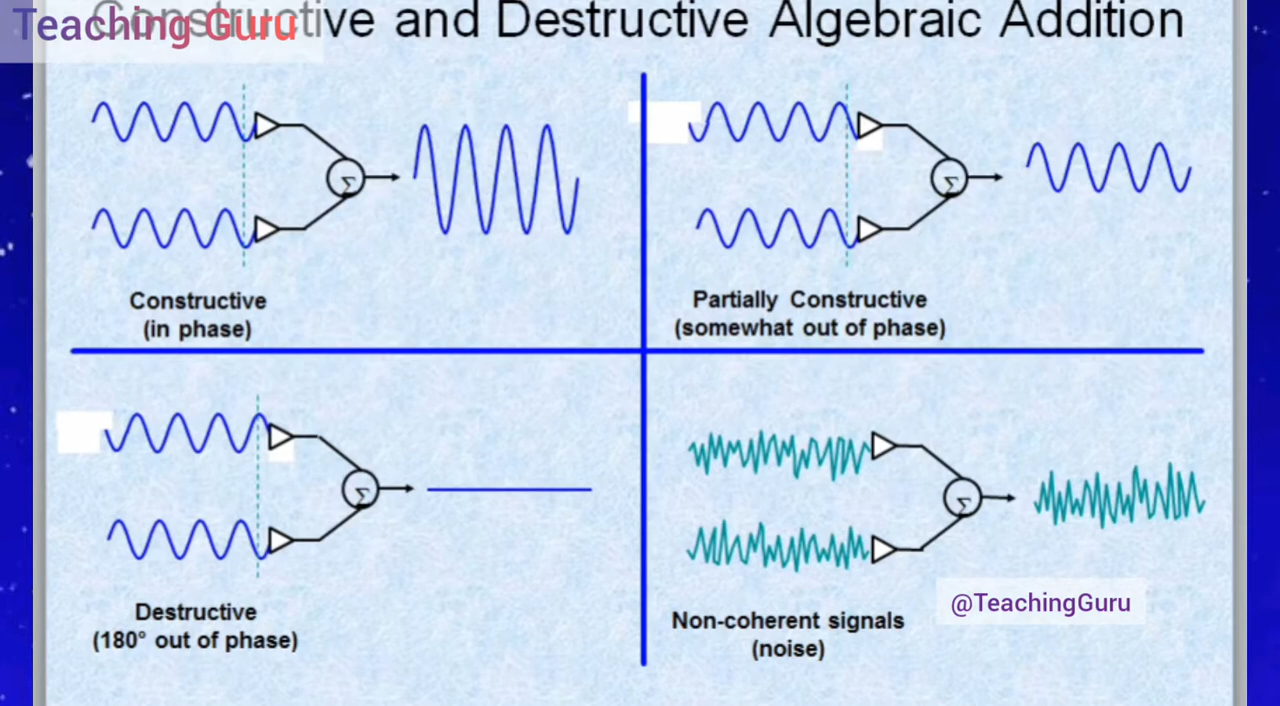 Teaching Guru
Constructive and Destructive Algebraic Addition
Σ
Σ
Constructive
(in phase)
Partially Constructive
(somewhat out of phase)
Σ
Σ
Destructive
(180° out of phase)
Non-coherent signals
(noise)
@TeachingGuru